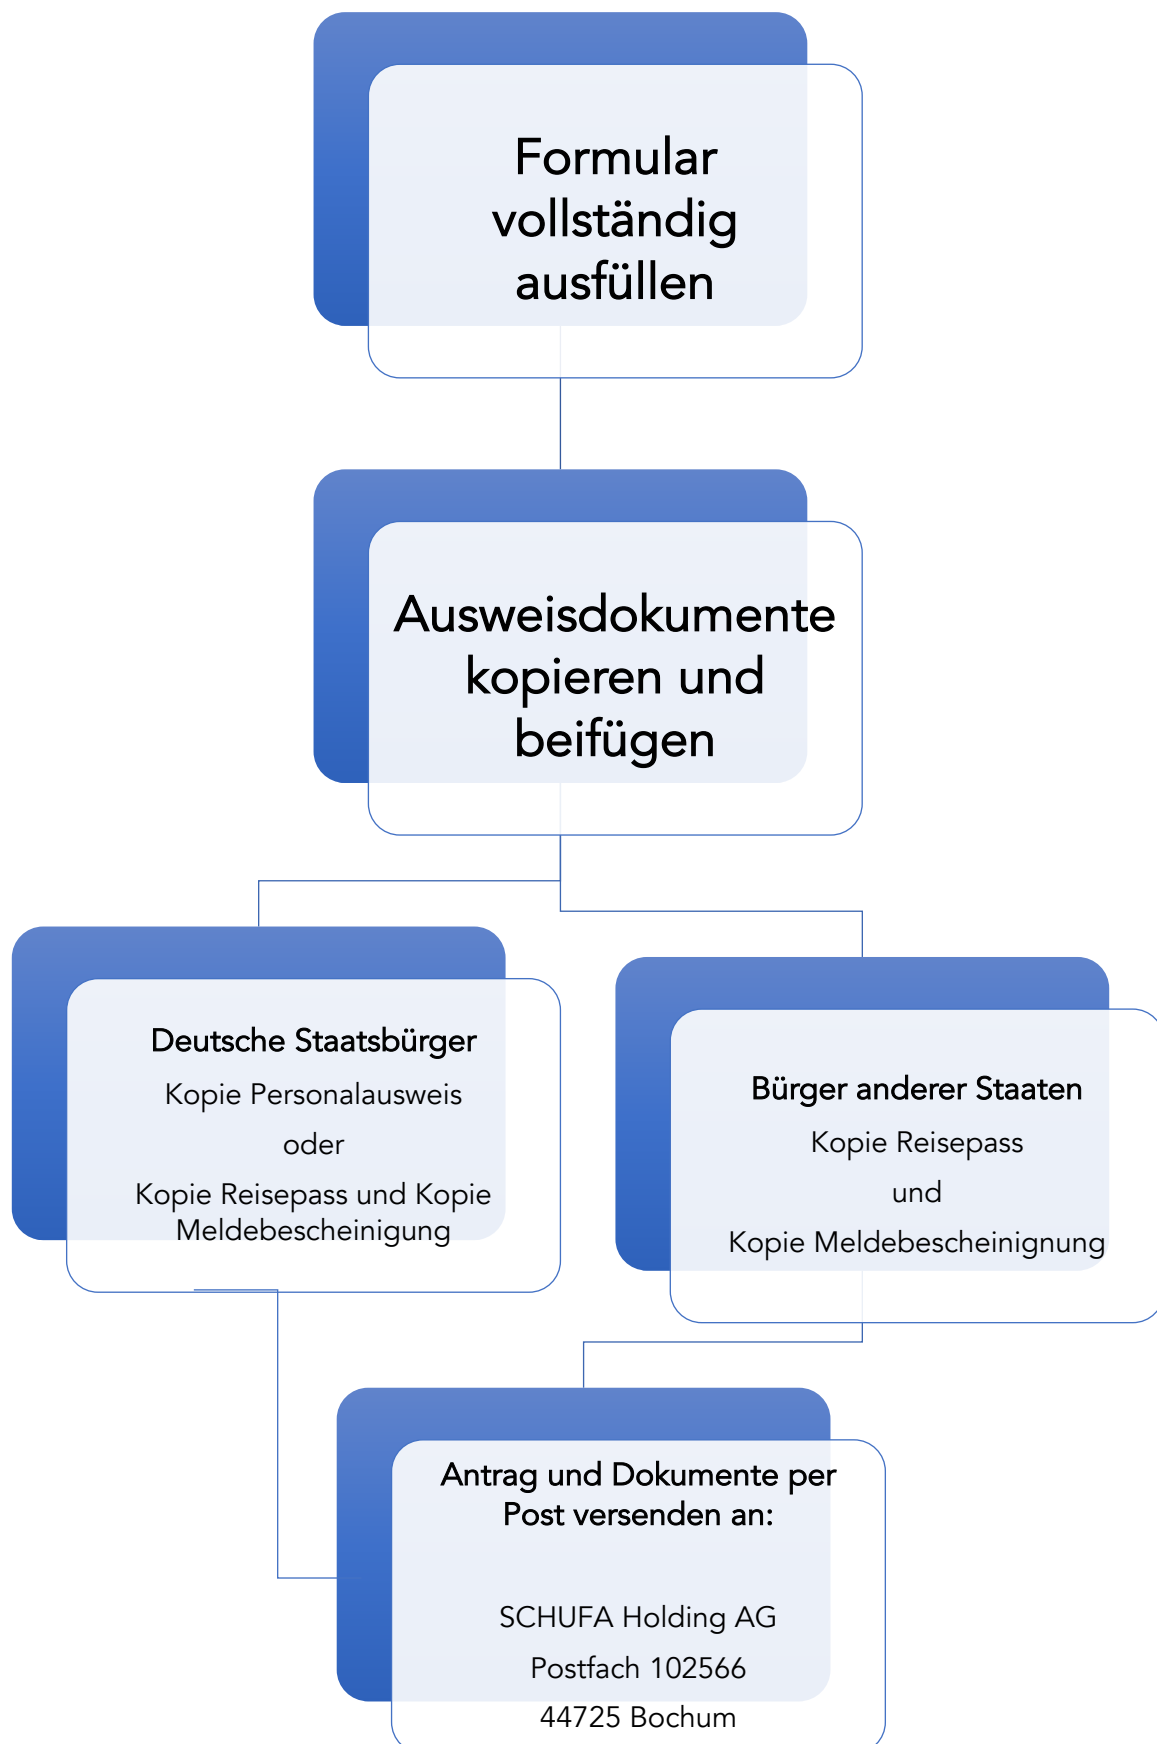 Formular
vollständig
ausfüllen
Ausweisdokumente
kopieren und
beifügen
Deutsche Staatsbürger
Kopie Personalausweis
oder
Kopie Reisepass und Kopie
Meldebescheinigung
Bürger anderer Staaten
Kopie Reisepass
und
Kopie Meldebescheinignung
Antrag und Dokumente per
Post versenden an:
SCHUFA Holding AG
Postfach 102566
44725 Bochum